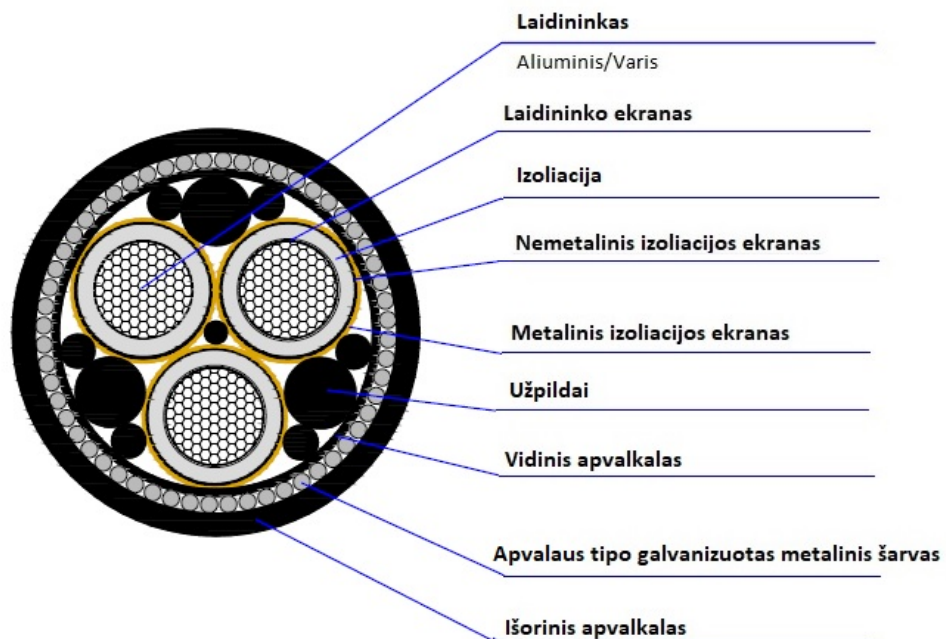 Laidininkas
Aliuminis/Varis
Laidininko ekranas
Izoliacija
Nemetalinis izoliacijos ekranas
Metalinis izoliacijos ekranas
Užpildai
Vidinis apvalkalas
Apvalaus tipo galvanizuotas metalinis šarvas
Išorinis apvalkalas